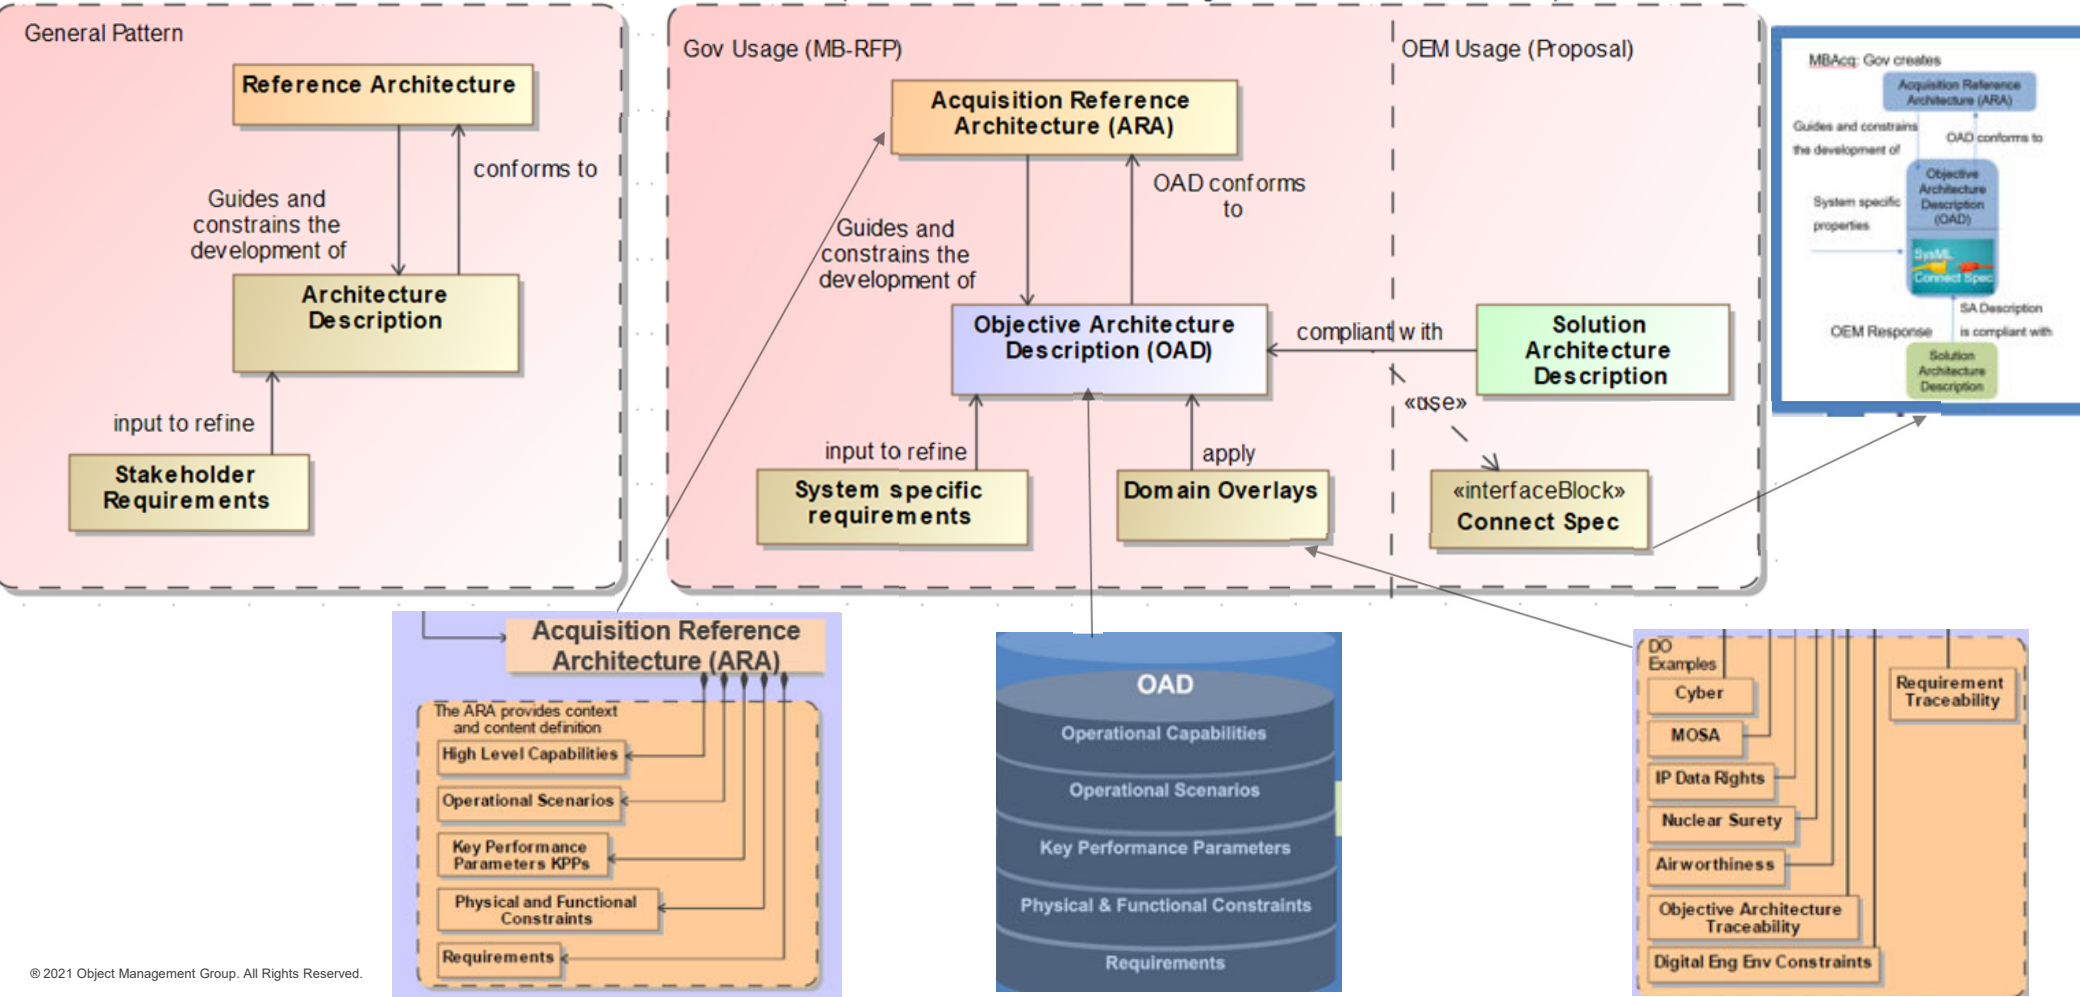 General Pattern
Reference Architecture
conforms to
Guides and
constrains the
development of
Architecture
Description
input to refine
Stakeholder
Requirements
Gov Usage (MB-RFP)
OEM Usage (Proposal)
Acquisition Reference
Architecture (ARA)
OAD conforms
to
Guides and
constrains the
development of
Objective Architecture
Description (OAD)
compliant with
Solution
Architecture
Description
«use»
input to refine
apply
System specific
requirements
Domain Overlays
«interfaceBlock»
Connect Spec
MBAcq: Gov creates
Acquisition Reference
Architecture (ARA)
Guides and constrains
the development of
OAD conforms to
Objective
Architecture
Description
(OAD)
System specific
properties
SysML
Connect Spec
SA Description
is compliant with
OEM Response
Solution
Architecture
Description
Acquisition Reference
Architecture (ARA)
The ARA provides context
and content definition
High Level Capabilities
Operational Scenarios
Key Performance
Parameters KPPs
Physical and Functional
Constraints
Requirements
OAD
Operational Capabilities
Operational Scenarios
Key Performance Parameters
Physical & Functional Constraints
Requirements
DO
Examples
Cyber
MOSA
IP Data Rights
Nuclear Surety
Airworthiness
Objective Architecture
Traceability
Digital Eng Env Constraints
Requirement
Traceability
® 2021 Object Management Group. All Rights Reserved.